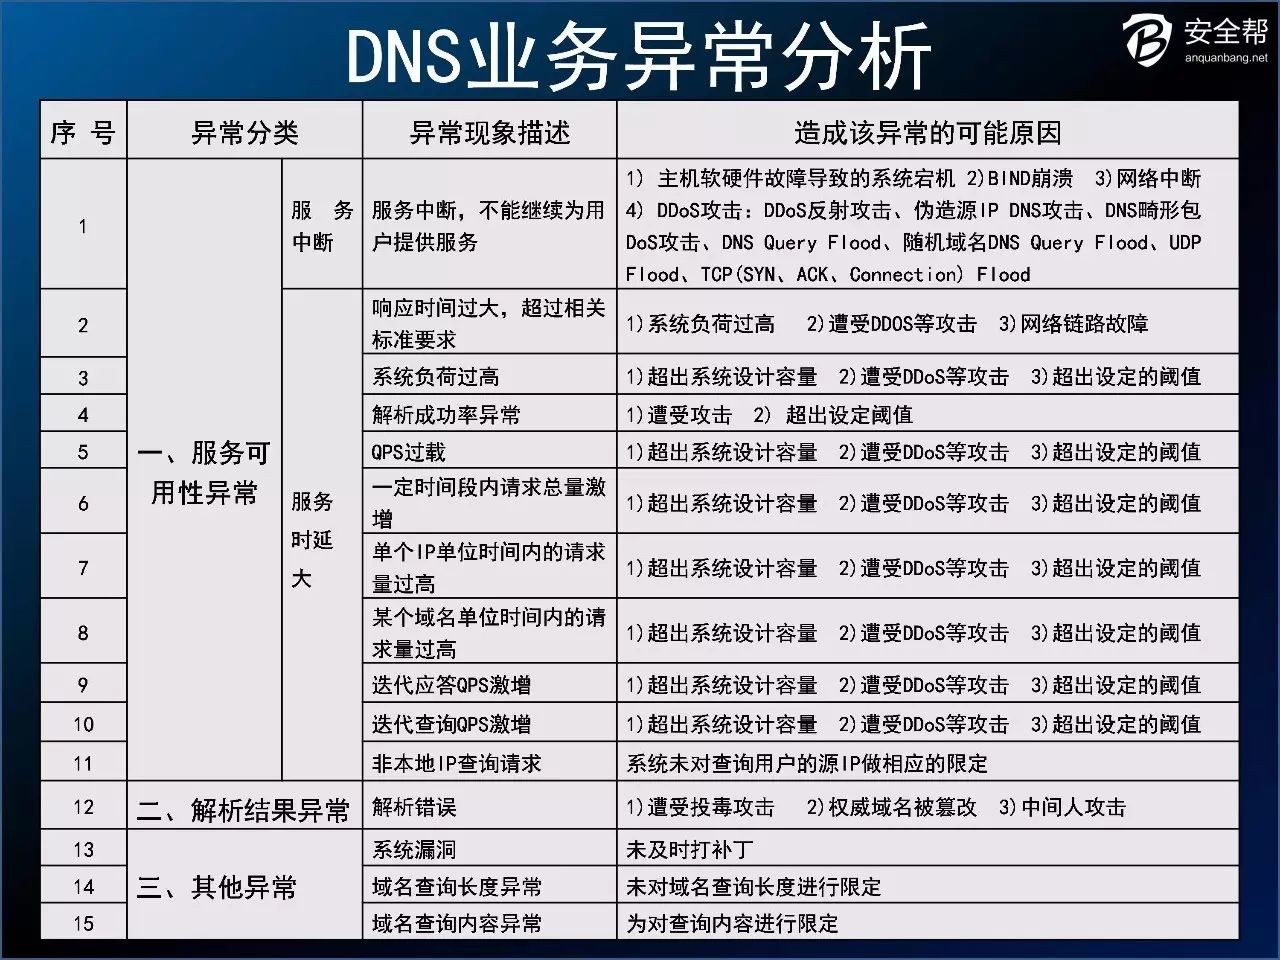 DNS业务异常分析
安全帮
anquanbang.net
序 号 异常分类 异常现象描述 造成该异常的可能原因
1
一、服务可
用性异常
服 务
中断
服务中断，不能继续为用
户提供服务
1) 主机软硬件故障导致的系统宕机 2)BIND崩溃 3)网络中断
4) DDoS攻击：DDoS反射攻击、伪造源IP DNS攻击、DNS畸形包
DoS攻击、DNS Query Flood、随机域名DNS Query Flood、UDP
Flood、TCP(SYN、ACK、Connection) Flood
2
服务
时延
大
响应时间过大，超过相关
标准要求
1)系统负荷过高 2)遭受DDOS等攻击 3)网络链路故障
3 系统负荷过高 1)超出系统设计容量 2)遭受DDoS等攻击 3)超出设定的阈值
4 解析成功率异常 1)遭受攻击 2) 超出设定阈值
5 QPS过载 1)超出系统设计容量 2)遭受DDoS等攻击 3)超出设定的阈值
6
一定时间段内请求总量激
增
1)超出系统设计容量 2)遭受DDoS等攻击 3)超出设定的阈值
7
单个IP单位时间内的请求
量过高
1)超出系统设计容量 2)遭受DDoS等攻击 3)超出设定的阈值
8
某个域名单位时间内的请
求量过高
1)超出系统设计容量 2)遭受DDoS等攻击 3)超出设定的阈值
9 迭代应答QPS激增 1)超出系统设计容量 2)遭受DDoS等攻击 3)超出设定的阈值
10 迭代查询QPS激增 1)超出系统设计容量 2)遭受DDoS等攻击 3)超出设定的阈值
11 非本地IP查询请求 系统未对查询用户的源IP做相应的限定
12 二、解析结果异常 解析错误 1)遭受投毒攻击 2)权威域名被篡改 3)中间人攻击
13 系统漏洞 未及时打补丁
三、其他异常
14 域名查询长度异常 未对域名查询长度进行限定
15 域名查询内容异常 为对查询内容进行限定